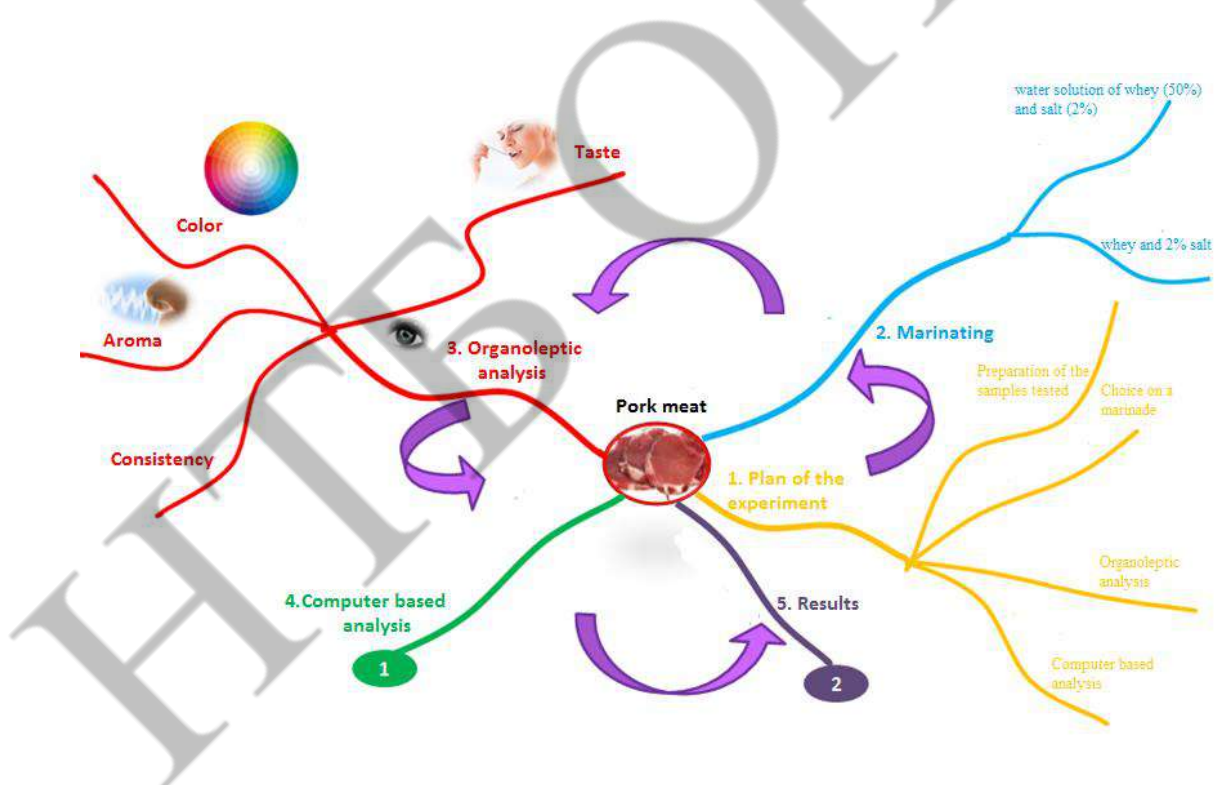 water solution of whey (50%)
and salt (2%)
Taste
Color
whey and 2% salt
Aroma
2. Marinating
3. Organoleptic
analysis
Preparation of the
samples tested
Choice on a
marinade
Pork meat
Consistency
1. Plan of the
experiment
Organoleptic
analysis
4.Computer based
analysis
5. Results
Computer based
analysis
1
2